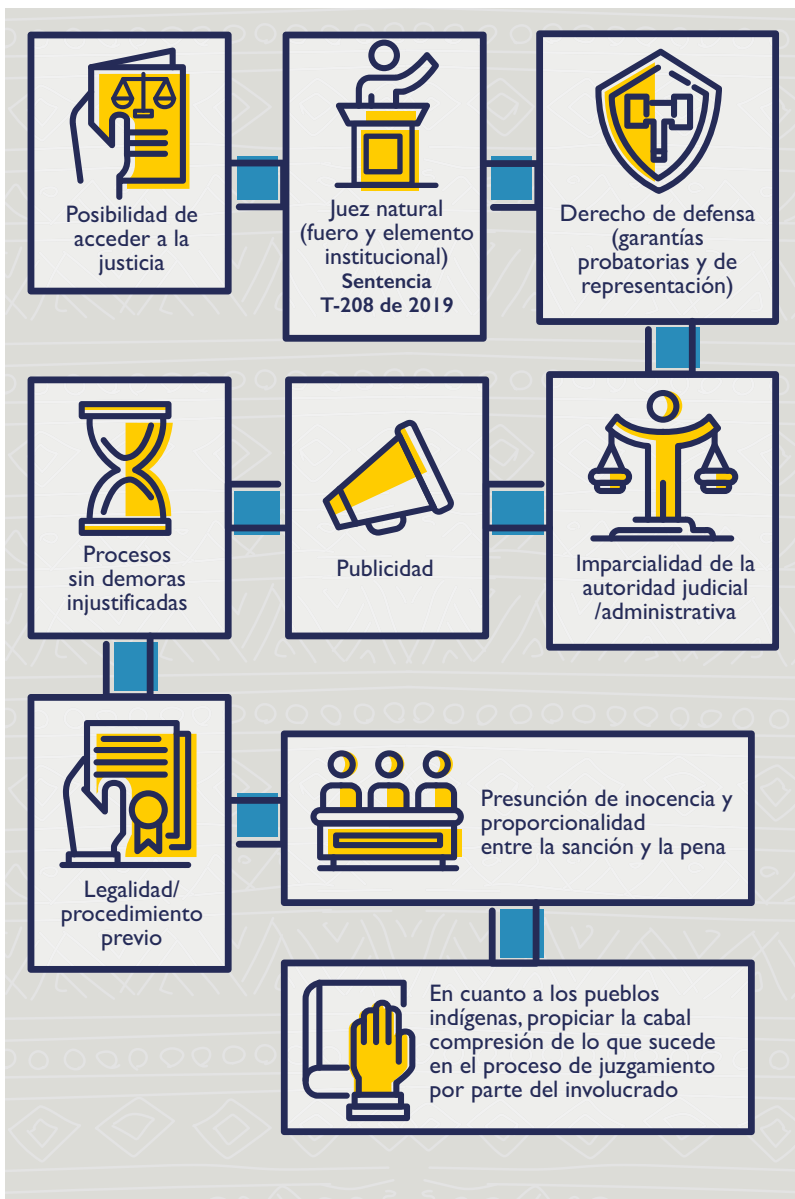 Posibilidad de
acceder a la
justicia
Juez natural
(fuero y elemento
institucional)
Sentencia
T-208 de 2019
Derecho de defensa
(garantías
probatorias y de
representación)
Imparcialidad de la
autoridad judicial
/administrativa
Publicidad
Procesos
sin demoras
injustificadas
Legalidad/
procedimiento
previo
Presunción de inocencia y
proporcionalidad
entre la sanción y la pena
En cuanto a los pueblos
indígenas, propiciar la cabal
compresión de lo que sucede
en el proceso de juzgamiento
por parte del involucrado